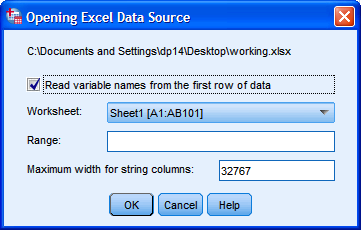 Opening Excel Data Source
C:\Documents and Settings\dp14\Desktop\working.xlsx
Read variable names from the first row of data
Worksheet: Sheet1 [A1:AB101]
Range:
Maximum width for string columns: 32767
OK Cancel Help